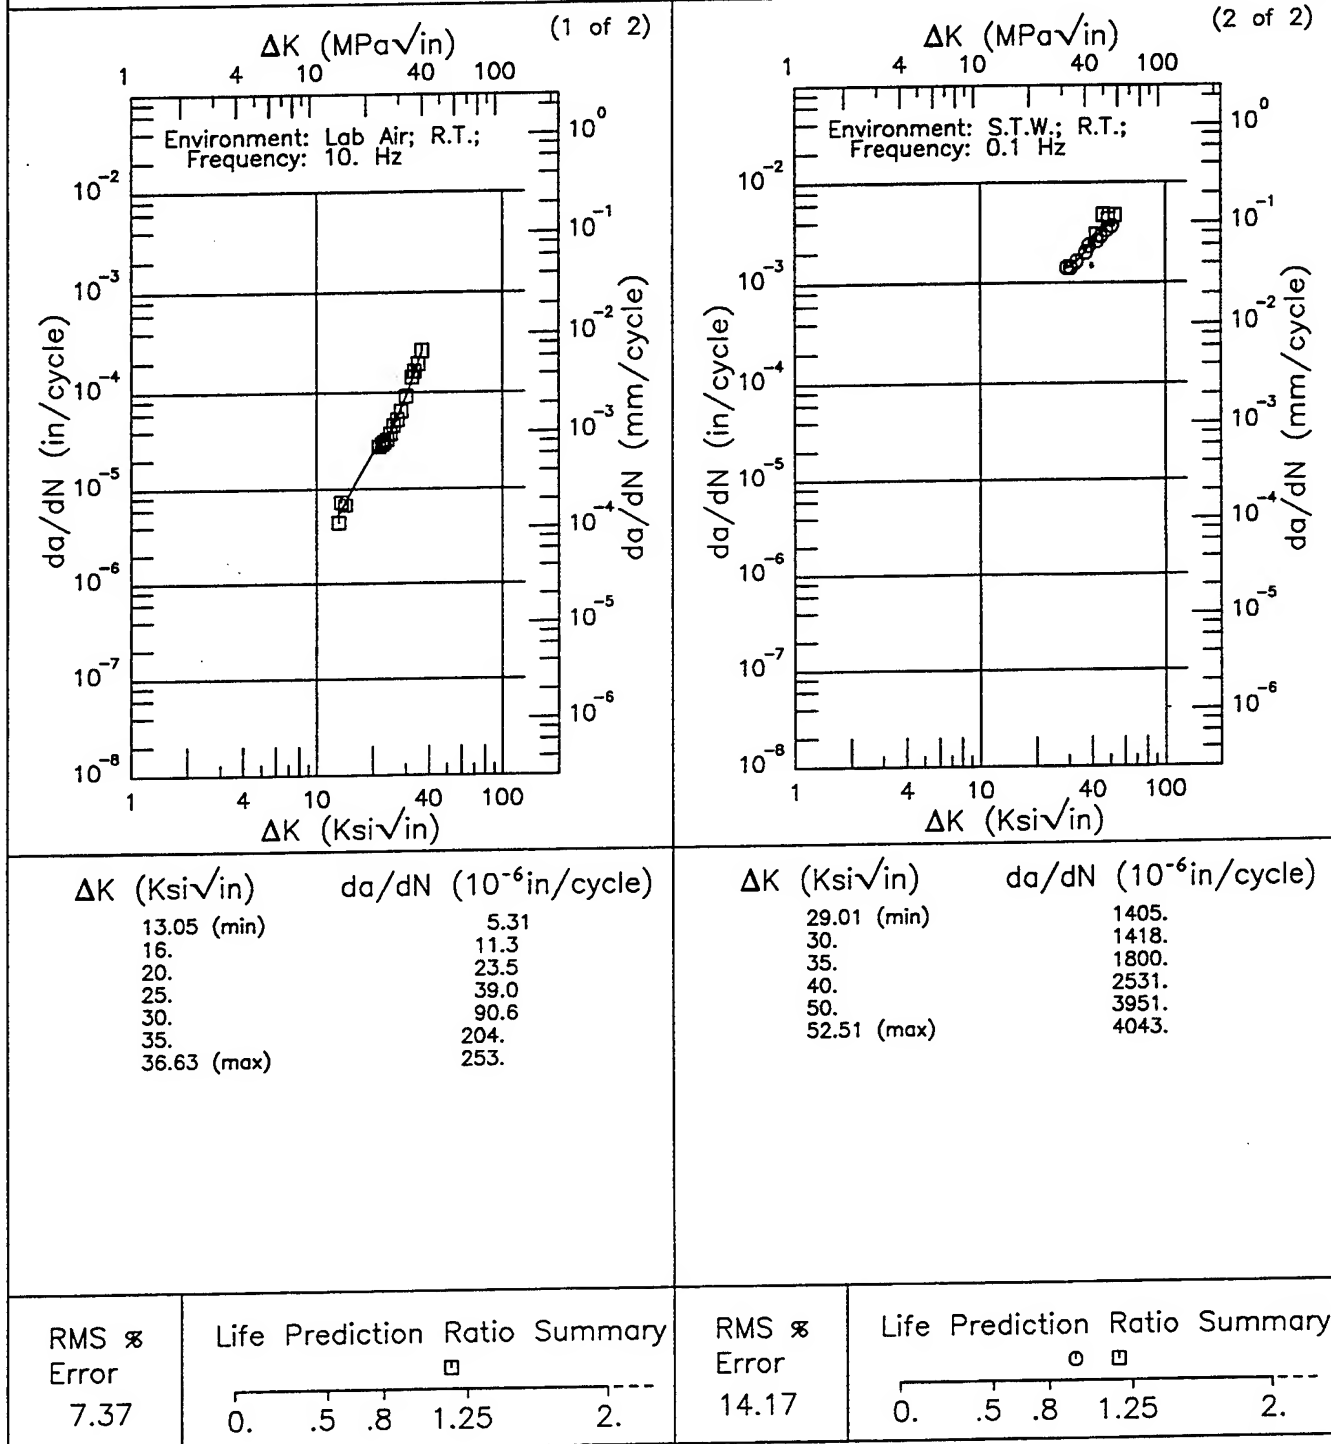 (1 of 2)
ΔK (MPa√in)
1 4 10 40 100
Environment: Lab Air; R.T.;
Frequency: 10. Hz
10⁰
10⁻²
10⁻¹
10⁻³
10⁻²
10⁻⁴
10⁻³
10⁻⁵
10⁻⁴
10⁻⁶
10⁻⁵
10⁻⁷
10⁻⁶
10⁻⁸
da/dN (in/cycle)
da/dN (mm/cycle)
1 4 10 40 100
ΔK (Ksi√in)
ΔK (Ksi√in) da/dN (10⁻⁶in/cycle)
13.05 (min) 5.31
16. 11.3
20. 23.5
25. 39.0
30. 90.6
35. 204.
36.63 (max) 253.
RMS %
Error
7.37
Life Prediction Ratio Summary
0. .5 .8 1.25 2.
(2 of 2)
ΔK (MPa√in)
1 4 10 40 100
Environment: S.T.W.; R.T.;
Frequency: 0.1 Hz
10⁰
10⁻²
10⁻¹
10⁻³
10⁻²
10⁻⁴
10⁻³
10⁻⁵
10⁻⁴
10⁻⁶
10⁻⁵
10⁻⁷
10⁻⁶
10⁻⁸
da/dN (in/cycle)
da/dN (mm/cycle)
1 4 10 40 100
ΔK (Ksi√in)
ΔK (Ksi√in) da/dN (10⁻⁶in/cycle)
29.01 (min) 1405.
30. 1418.
35. 1800.
40. 2531.
50. 3951.
52.51 (max) 4043.
RMS %
Error
14.17
Life Prediction Ratio Summary
0. .5 .8 1.25 2.